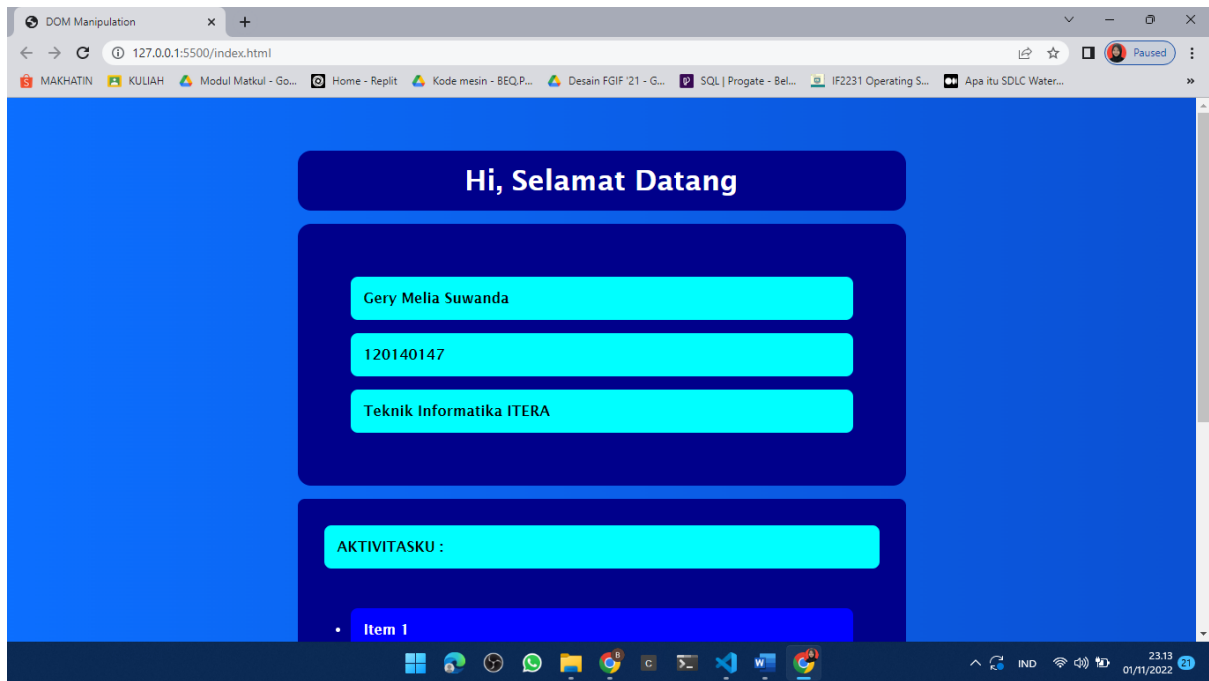 DOM Manipulation
127.0.0.1:5500/index.html
Paused
MAKHATIN KULIAH Modul Matkul - Go... Home - Replit Kode mesin - BEQ,P... Desain FGIF '21 - G... SQL | Progate - Bel... IF2231 Operating S... Apa itu SDLC Water... »
Hi, Selamat Datang
Gery Melia Suwanda
120140147
Teknik Informatika ITERA
AKTIVITASKU :
• Item 1
IND
23.13
01/11/2022
21